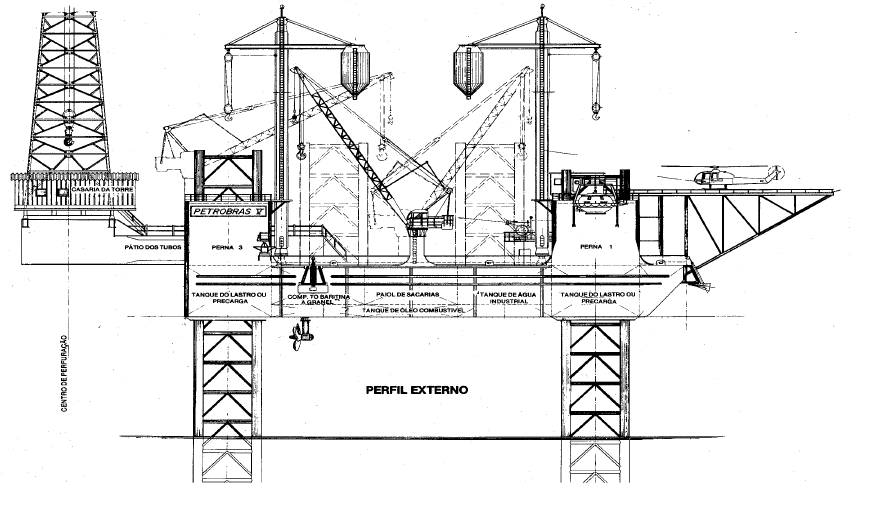 CASARIA DA TORRE
PETROBRAS V
PÁTIO DOS TUBOS
PERNA 3
PERNA 1
TANQUE DO LASTRO OU
PRECARGA
COMP. TO BARITINA
A GRANEL
PAIOL DE SACARIAS
TANQUE DE ÁGUA
INDUSTRIAL
TANQUE DO LASTRO OU
PRECARGA
TANQUE DE ÓLEO COMBUSTIVEL
CENTRO DE PERFURAÇÃO
PERFIL EXTERNO